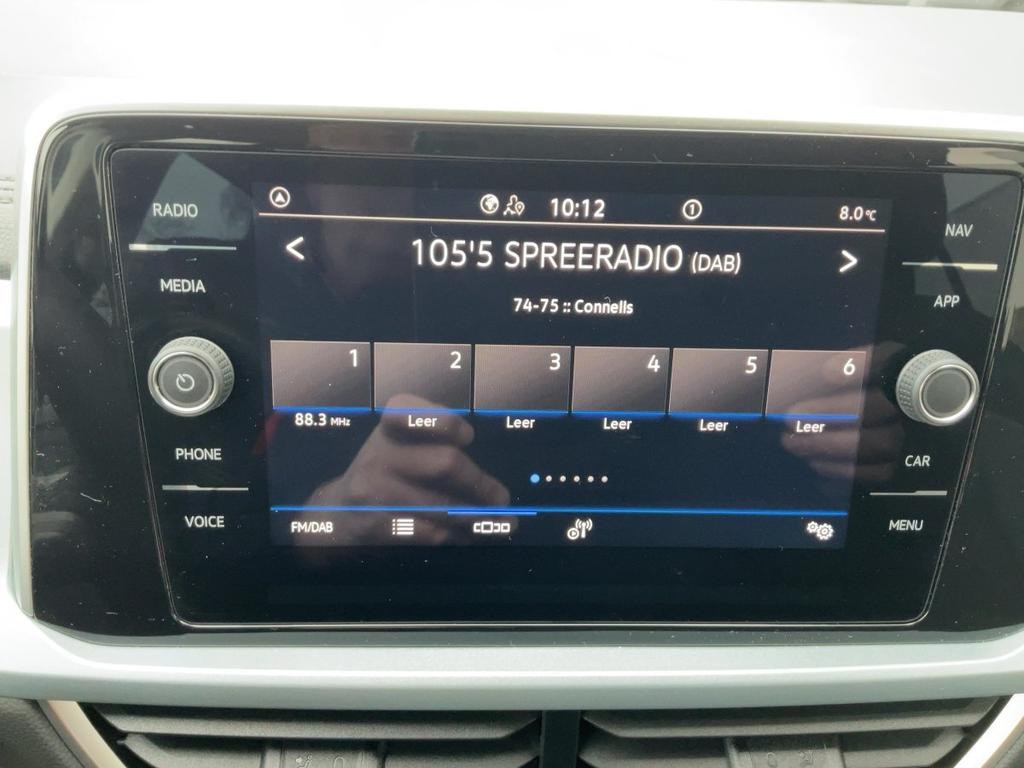 RADIO
MEDIA
PHONE
VOICE
10:12
1
8.0°C
105'5 SPREERADIO (DAB)
74-75 :: Connells
1 2 3 4 5 6
88.3 MHz Leer Leer Leer Leer Leer
FM/DAB
NAV
APP
CAR
MENU